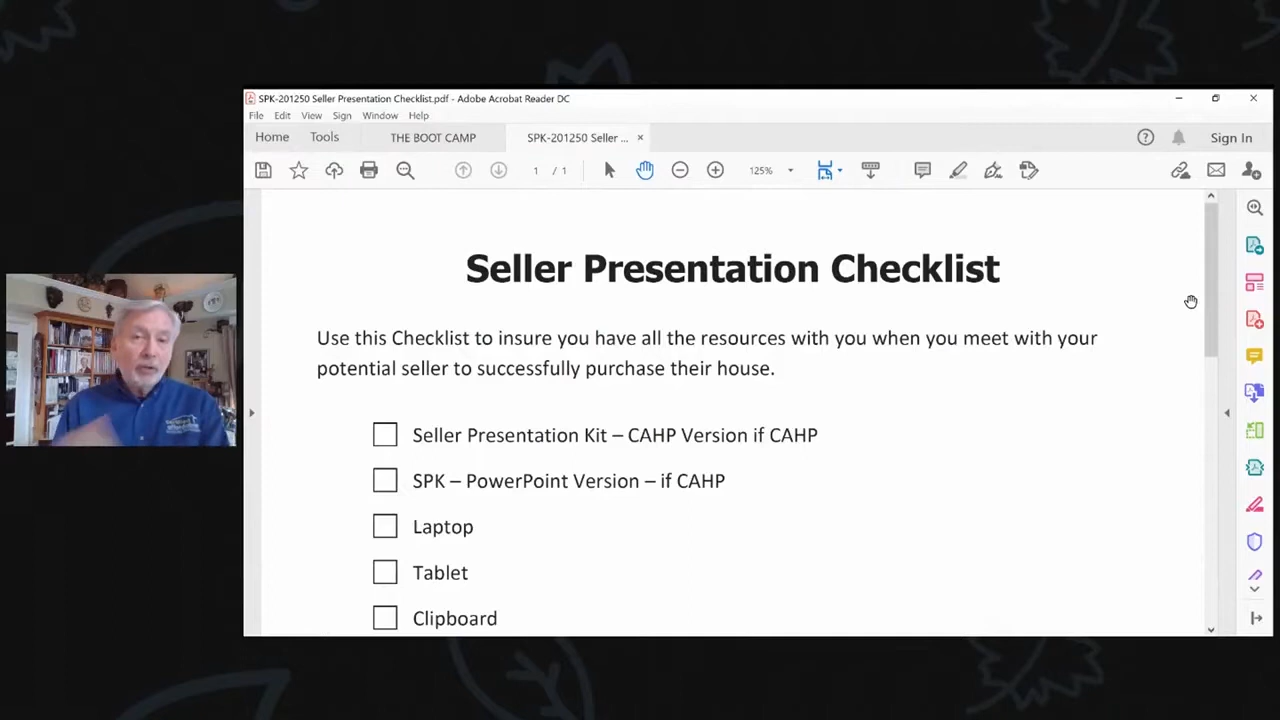 SPK-201250 Seller Presentation Checklist.pdf - Adobe Acrobat Reader DC
File Edit View Sign Window Help
Home Tools THE BOOT CAMP SPK-201250 Seller ... × Sign In
1 / 1 125%
Seller Presentation Checklist
Use this Checklist to insure you have all the resources with you when you meet with your
potential seller to successfully purchase their house.
Seller Presentation Kit – CAHP Version if CAHP
SPK – PowerPoint Version – if CAHP
Laptop
Tablet
Clipboard